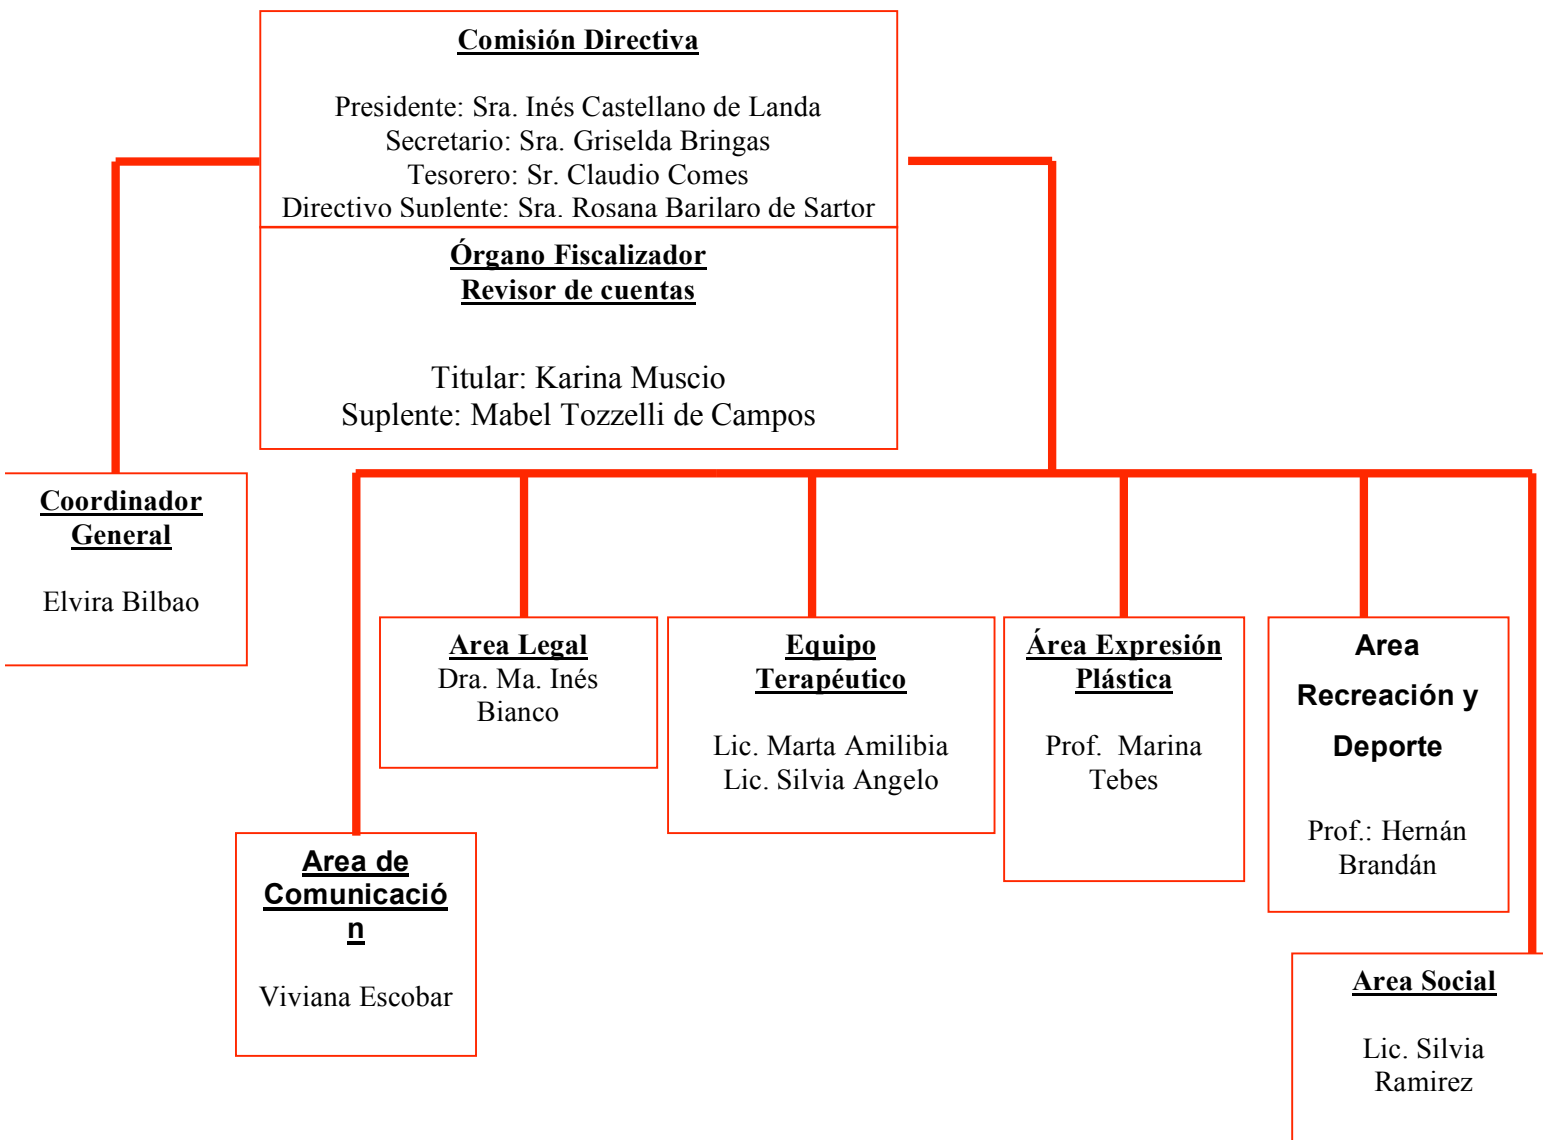 Comisión Directiva
Presidente: Sra. Inés Castellano de Landa
Secretario: Sra. Griselda Bringas
Tesorero: Sr. Claudio Comes
Directivo Suplente: Sra. Rosana Barilaro de Sartor
Órgano Fiscalizador
Revisor de cuentas
Titular: Karina Muscio
Suplente: Mabel Tozzelli de Campos
Coordinador
General
Elvira Bilbao
Area Legal
Dra. Ma. Inés
Bianco
Equipo
Terapéutico
Lic. Marta Amilibia
Lic. Silvia Angelo
Área Expresión
Plástica
Prof.  Marina
Tebes
Area
Recreación y
Deporte
Prof.: Hernán
Brandán
Area de
Comunicació
n
Viviana Escobar
Area Social
Lic. Silvia
Ramirez